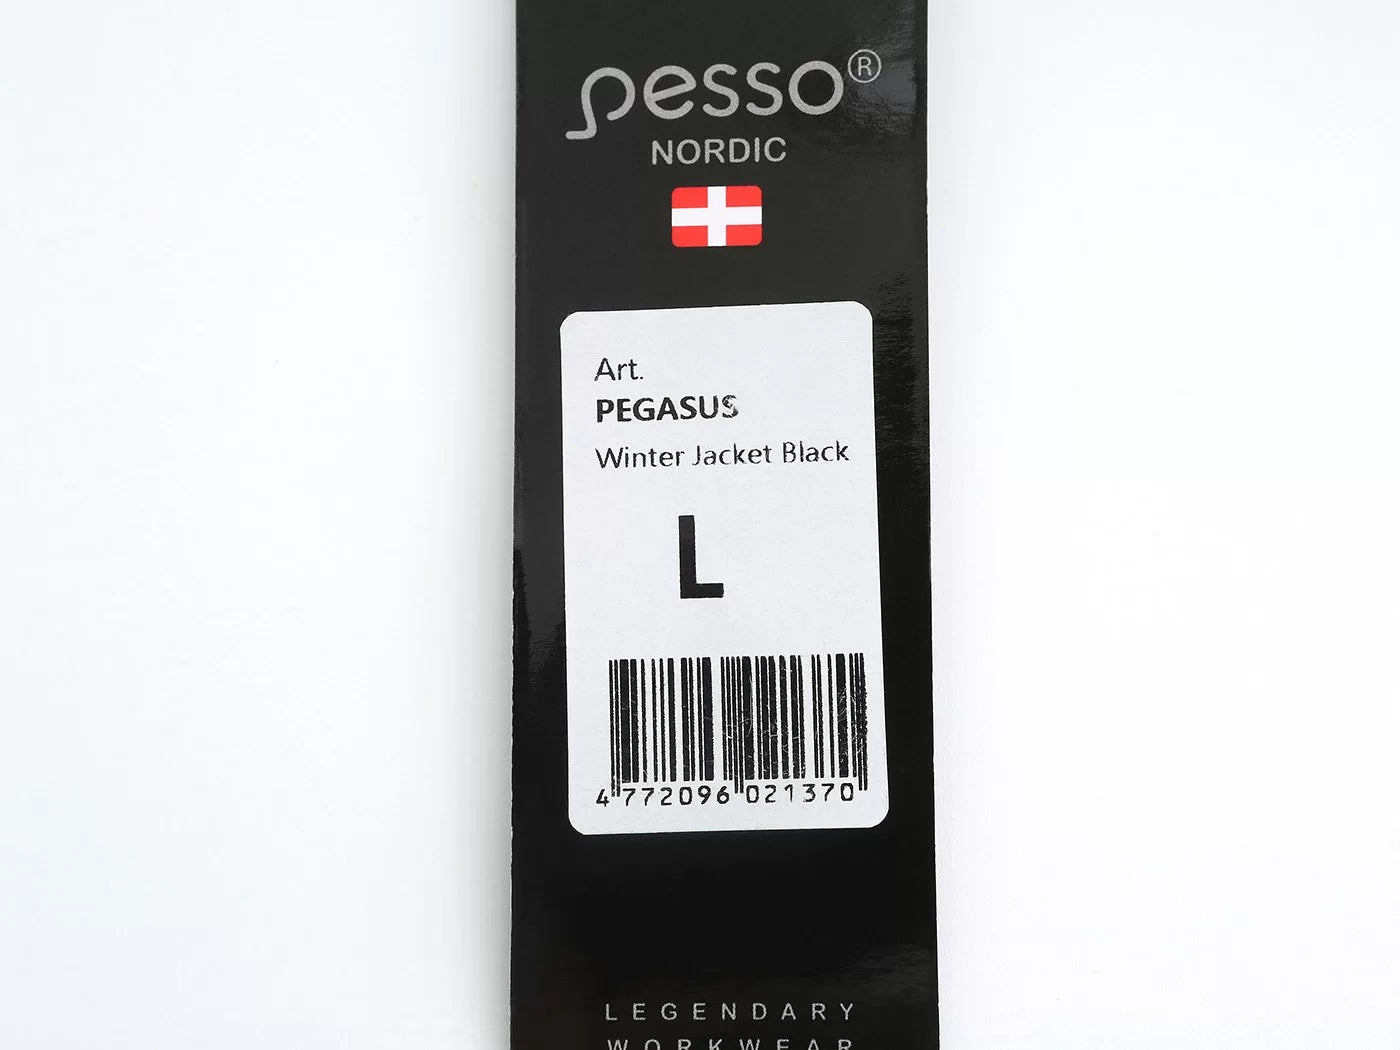 pesso®
NORDIC
Art.
PEGASUS
Winter Jacket Black
L
4 772096 021370
LEGENDARY
WORKWEAR